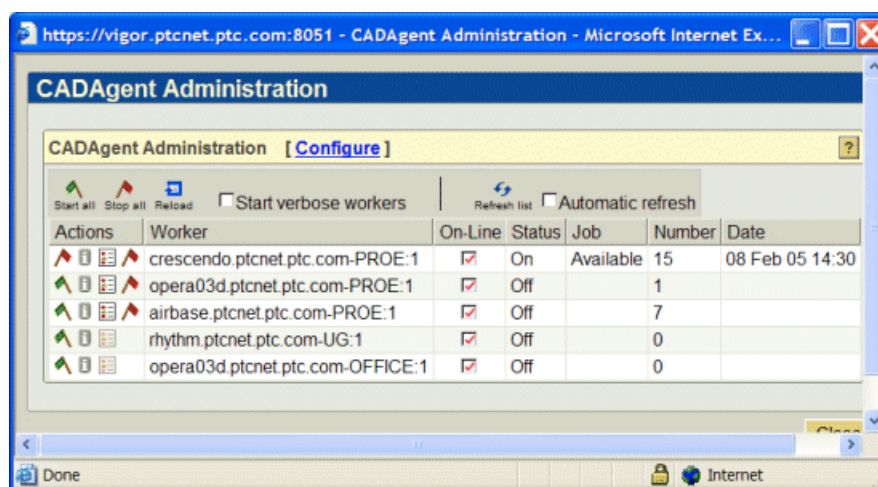 https://vigor.ptcnet.ptc.com:8051 - CADAgent Administration - Microsoft Internet Ex...
CADAgent Administration
CADAgent Administration [ Configure ] ?
Start all Stop all Reload Start verbose workers Refresh list Automatic refresh
Actions Worker On-Line Status Job Number Date
crescendo.ptcnet.ptc.com-PROE:1 On Available 15 08 Feb 05 14:30
opera03d.ptcnet.ptc.com-PROE:1 Off 1
airbase.ptcnet.ptc.com-PROE:1 Off 7
rhythm.ptcnet.ptc.com-UG:1 Off 0
opera03d.ptcnet.ptc.com-OFFICE:1 Off 0
Done Internet